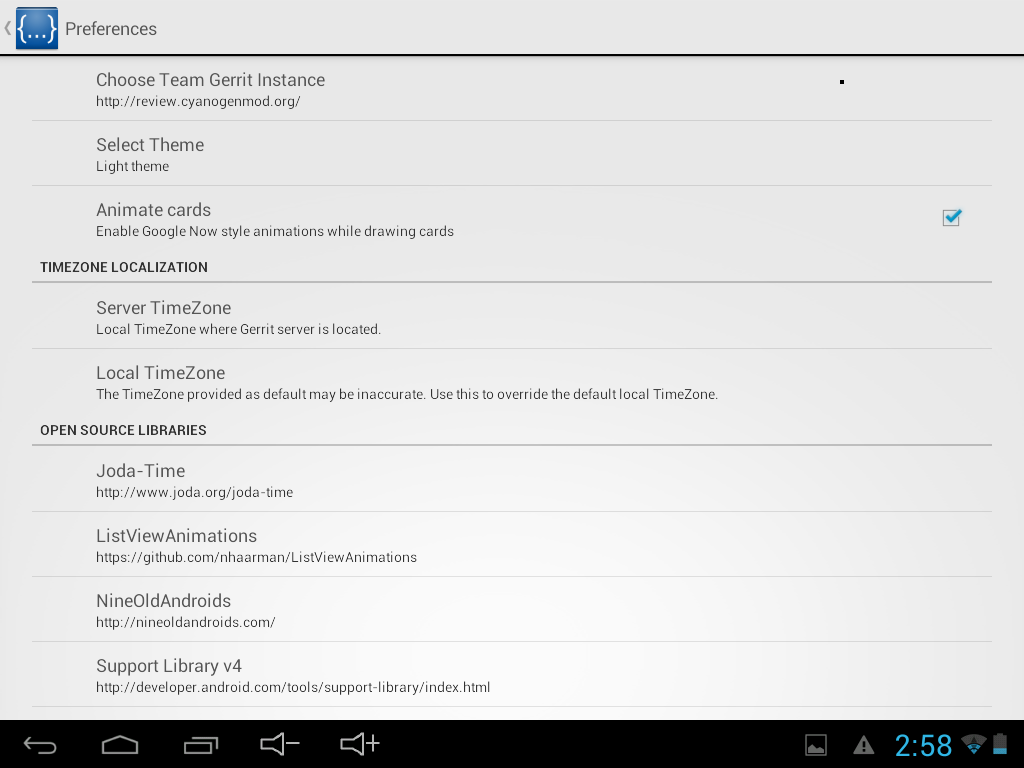 {...} Preferences
Choose Team Gerrit Instance
http://review.cyanogenmod.org/
Select Theme
Light theme
Animate cards
Enable Google Now style animations while drawing cards
TIMEZONE LOCALIZATION
Server TimeZone
Local TimeZone where Gerrit server is located.
Local TimeZone
The TimeZone provided as default may be inaccurate. Use this to override the default local TimeZone.
OPEN SOURCE LIBRARIES
Joda-Time
http://www.joda.org/joda-time
ListViewAnimations
https://github.com/nhaarman/ListViewAnimations
NineOldAndroids
http://nineoldandroids.com/
Support Library v4
http://developer.android.com/tools/support-library/index.html
2:58